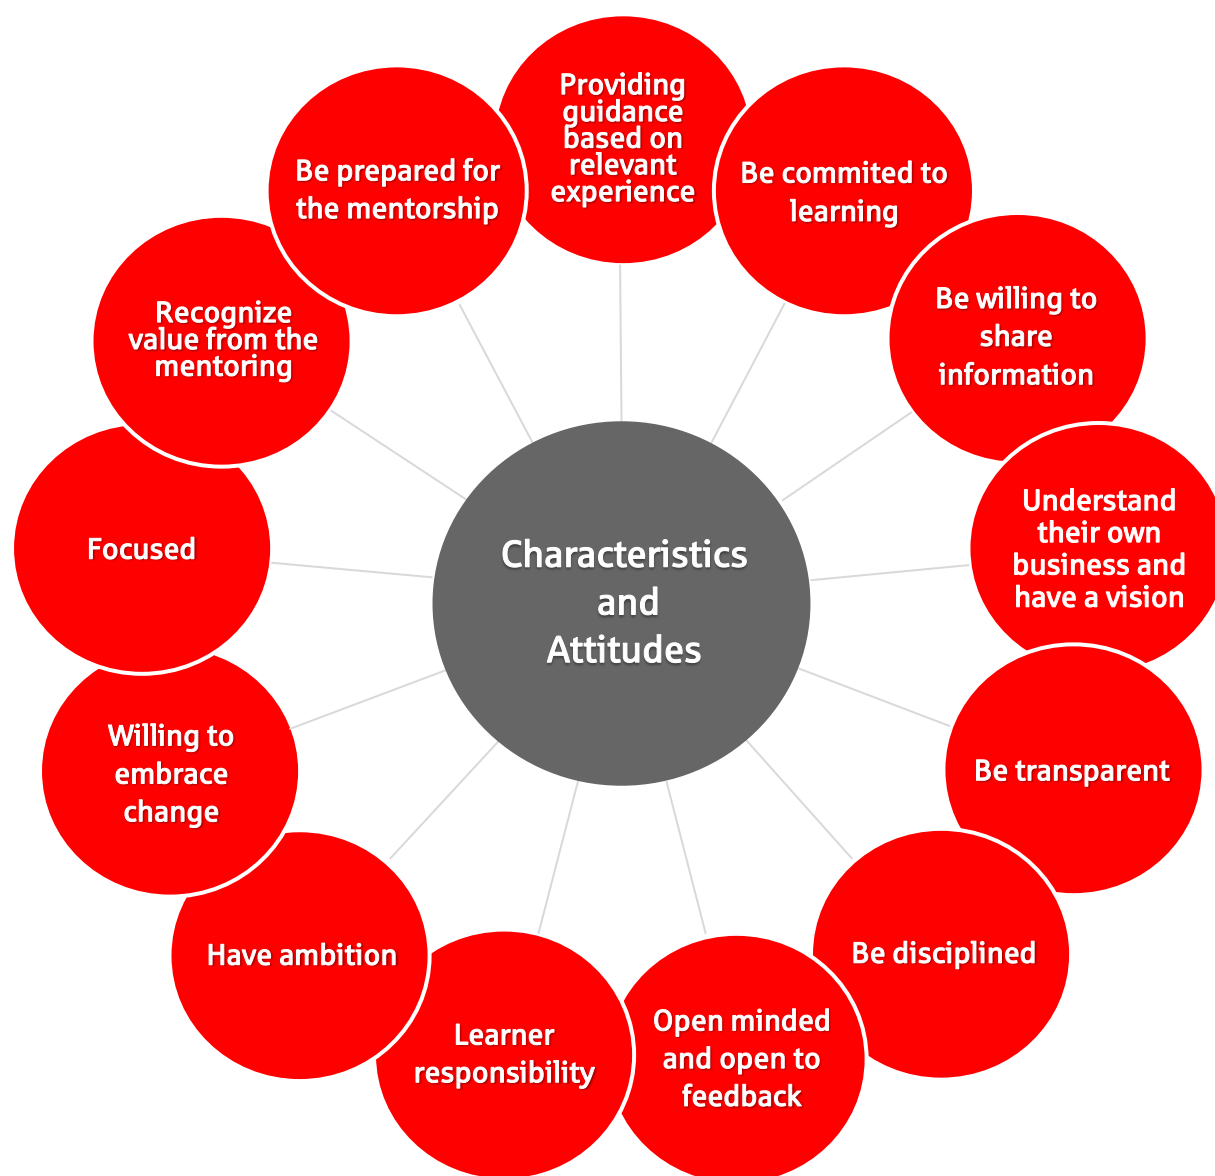 Providing
guidance
based on
relevant
experience
Be commited to
learning
Be willing to
share
information
Understand
their own
business and
have a vision
Be transparent
Be disciplined
Open minded
and open to
feedback
Learner
responsibility
Have ambition
Willing to
embrace
change
Focused
Recognize
value from the
mentoring
Be prepared for
the mentorship
Characteristics
and
Attitudes